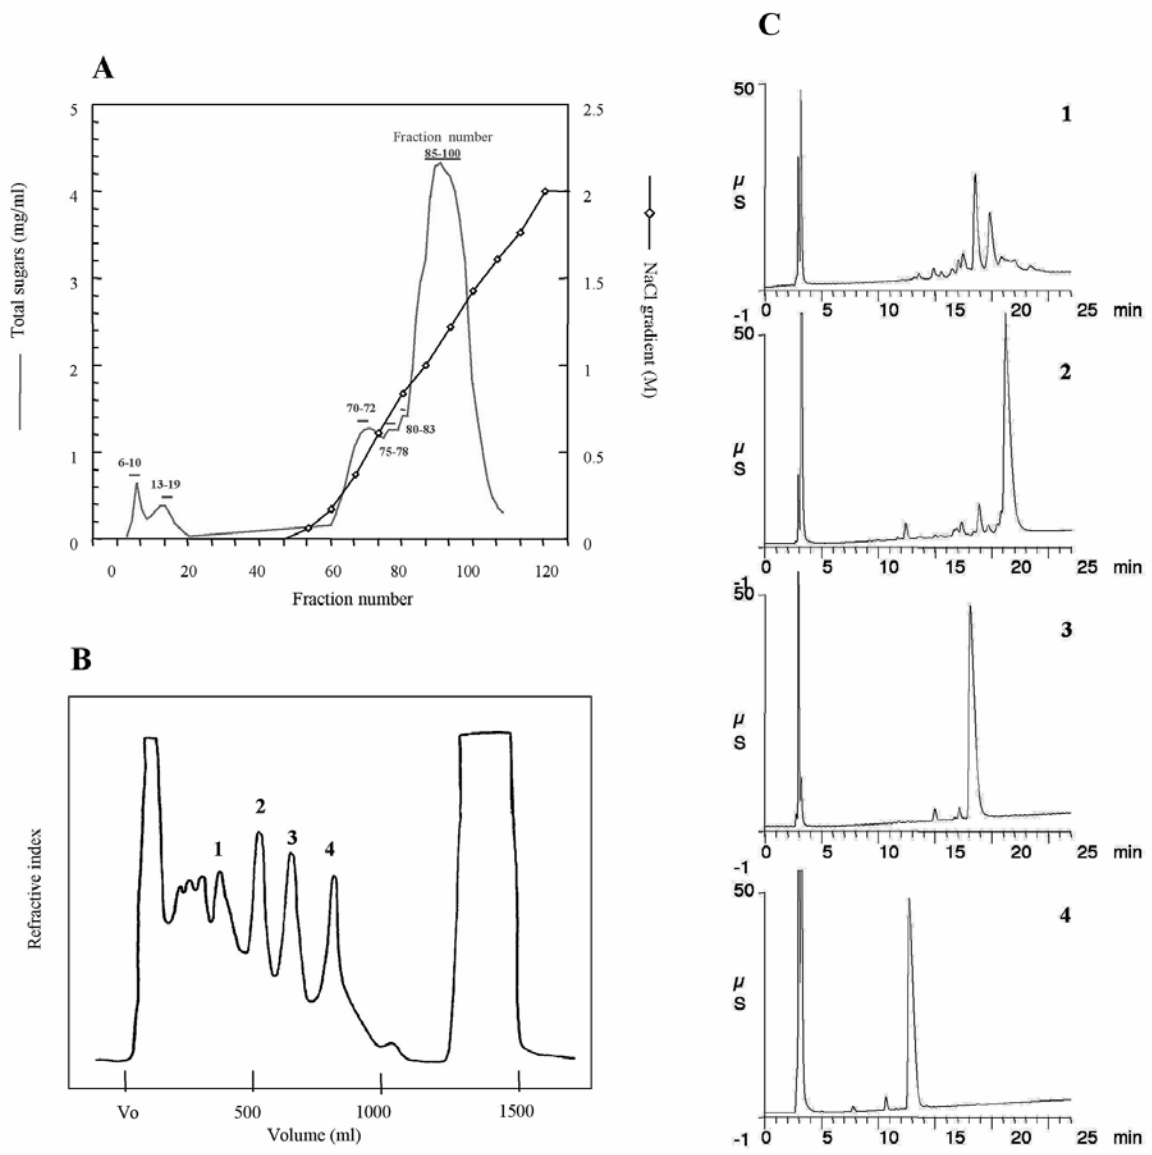 A
5
4
3
2
1
0
2.5
2
1.5
1
0.5
0
Fraction number
85-100
70-72
80-83
75-78
6-10
13-19
0 20 40 60 80 100 120
Fraction number
Total sugars (mg/ml)
NaCl gradient (M)
B
1
2
3
4
Refractive index
Vo 500 1000 1500
Volume (ml)
C
50
1
µ
S
-1
0 5 10 15 20 25 min
50
2
µ
S
-1
0 5 10 15 20 25 min
50
3
µ
S
-1
0 5 10 15 20 25 min
50
4
µ
S
-1 0 5 10 15 20 25 min